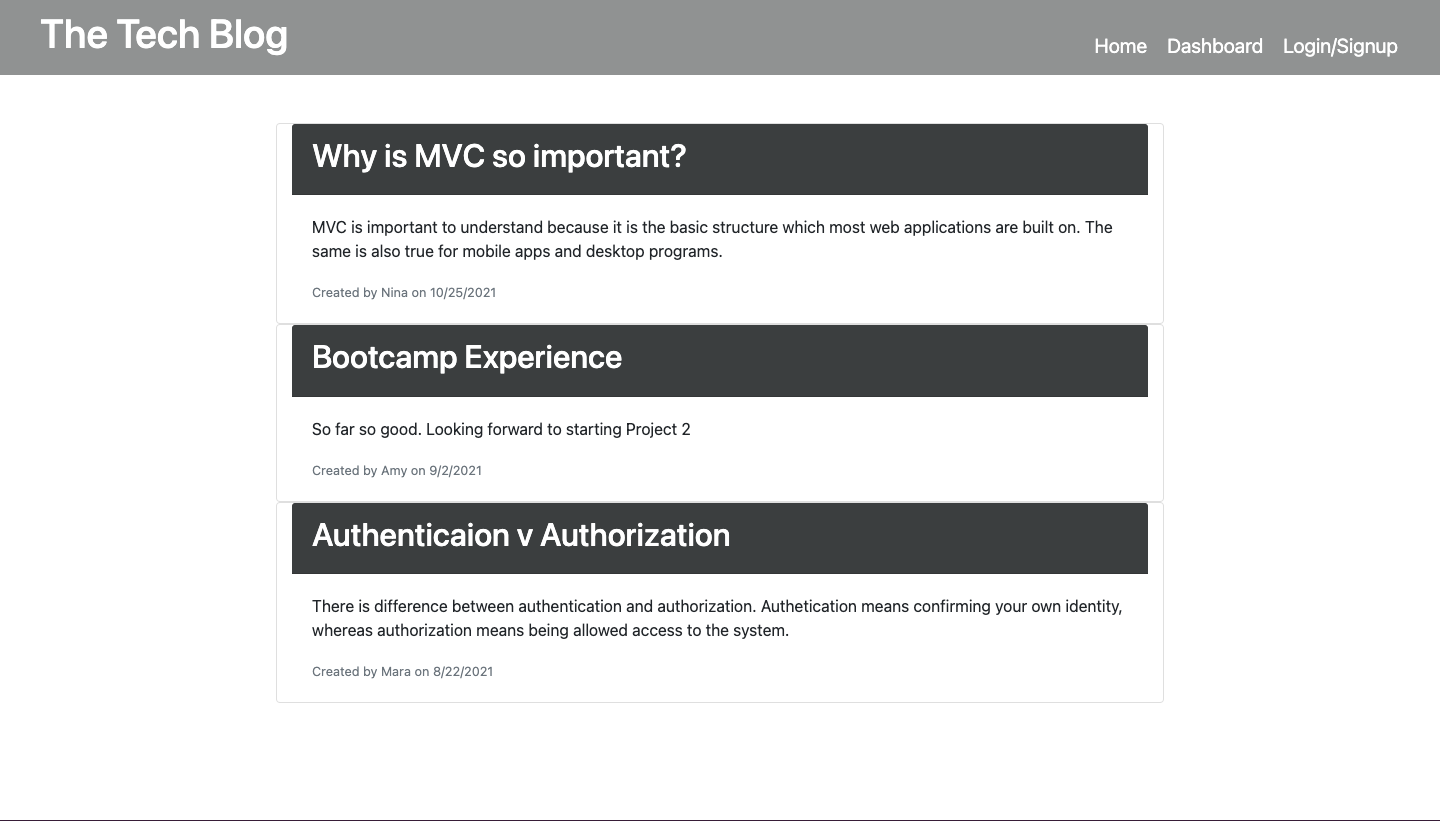 The Tech Blog
Home Dashboard Login/Signup
Why is MVC so important?
MVC is important to understand because it is the basic structure which most web applications are built on. The
same is also true for mobile apps and desktop programs.
Created by Nina on 10/25/2021
Bootcamp Experience
So far so good. Looking forward to starting Project 2
Created by Amy on 9/2/2021
Authenticaion v Authorization
There is difference between authentication and authorization. Authetication means confirming your own identity,
whereas authorization means being allowed access to the system.
Created by Mara on 8/22/2021